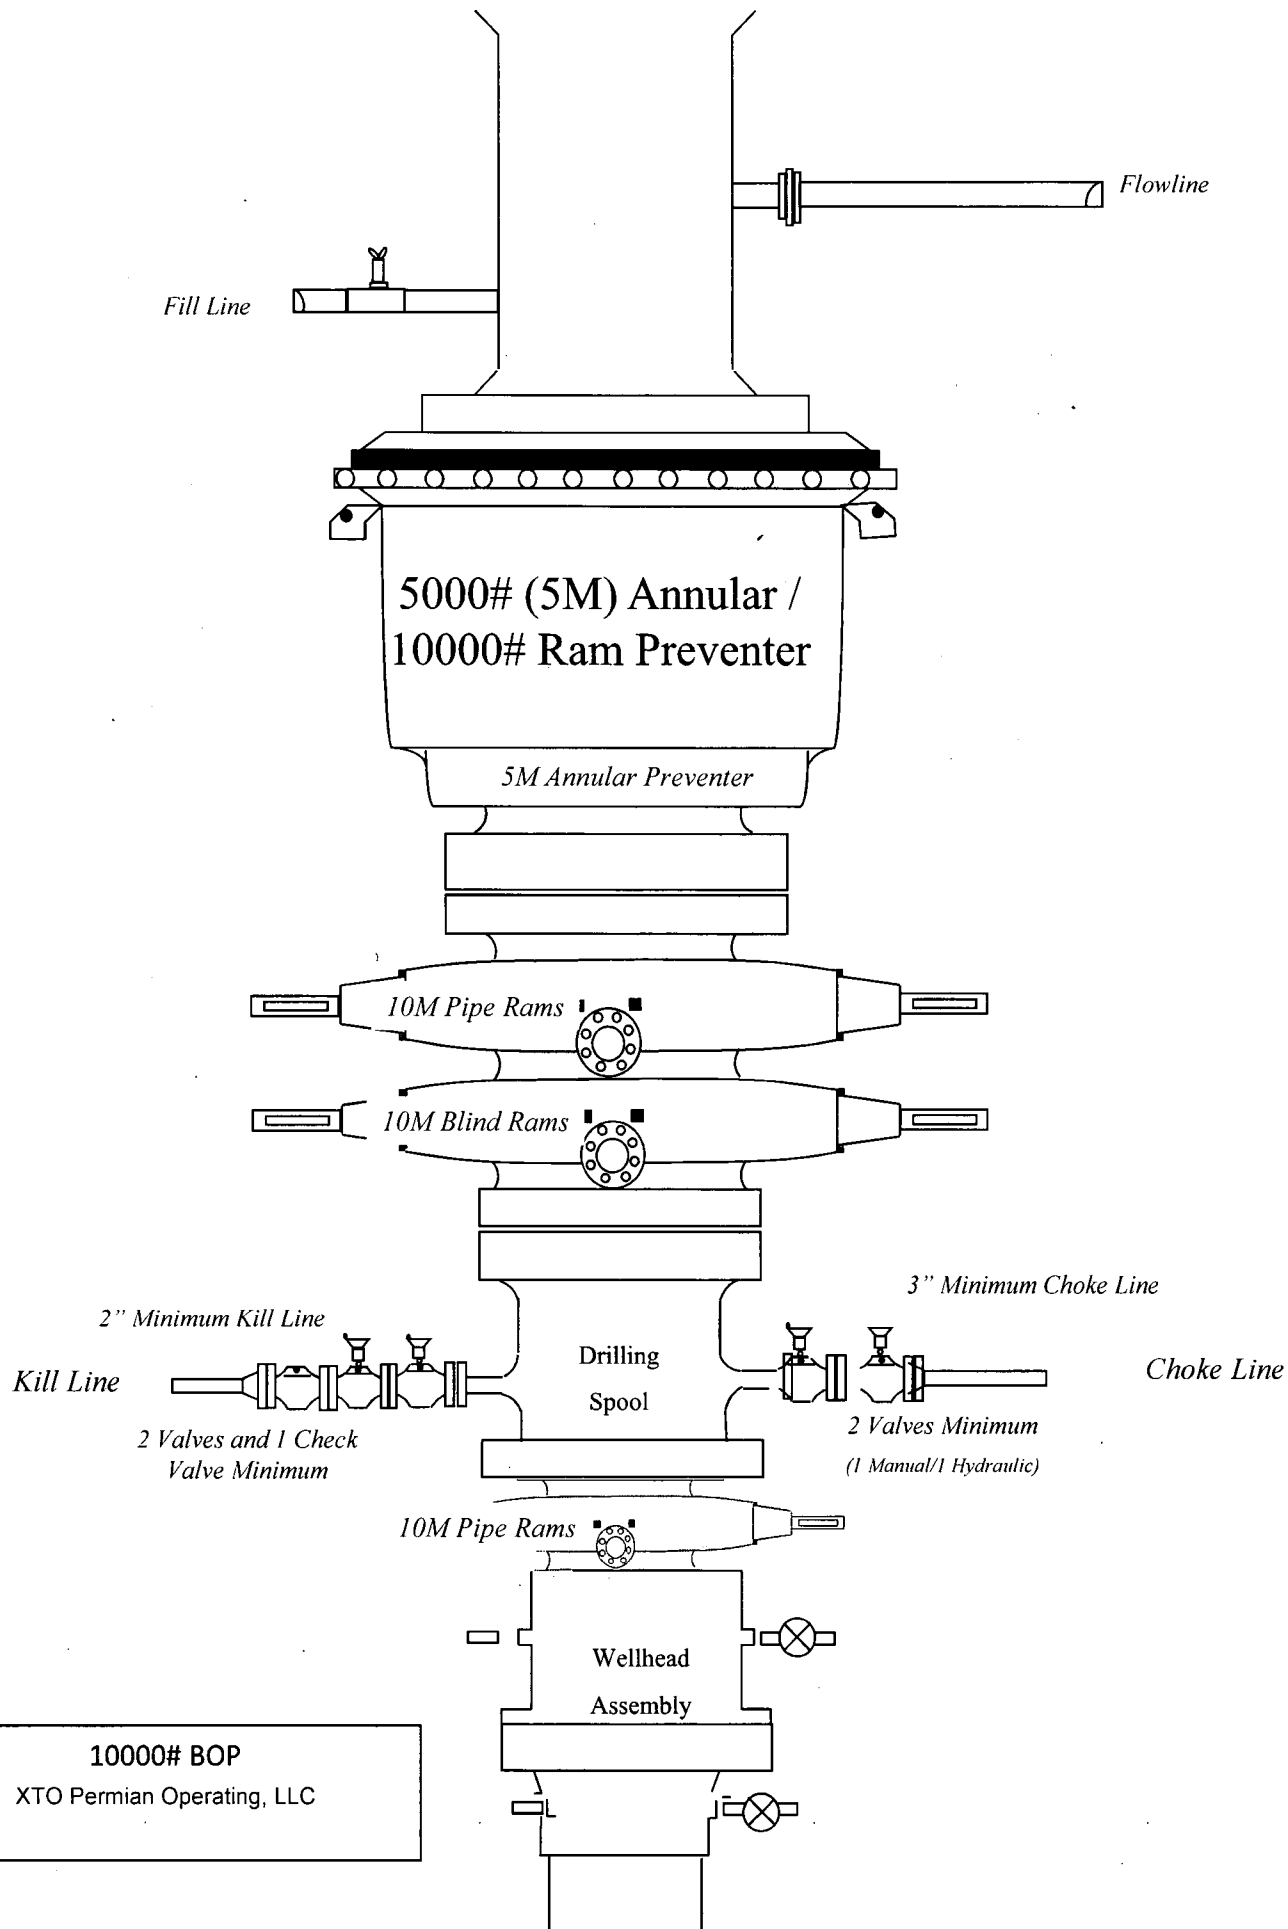 Flowline
Fill Line
5000# (5M) Annular /
10000# Ram Preventer
5M Annular Preventer
10M Pipe Rams
10M Blind Rams
3” Minimum Choke Line
2” Minimum Kill Line
Drilling
Spool
Kill Line
Choke Line
2 Valves and 1 Check
Valve Minimum
2 Valves Minimum
(1 Manual/1 Hydraulic)
10M Pipe Rams
Wellhead
Assembly
10000# BOP
XTO Permian Operating, LLC